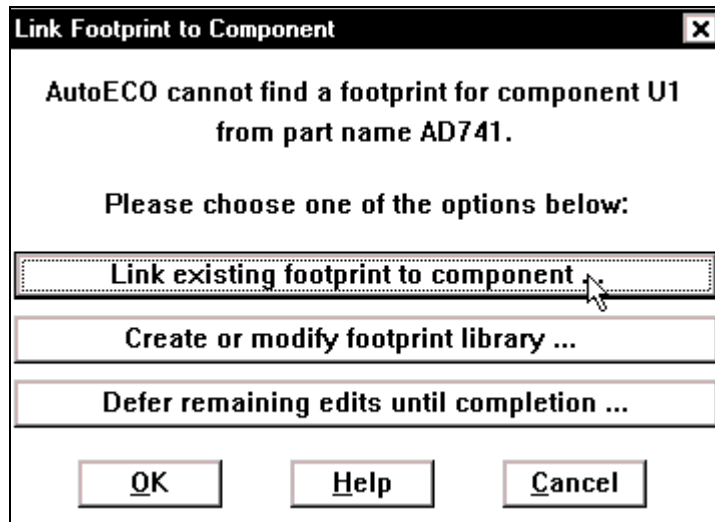 Link Footprint to Component
AutoECO cannot find a footprint for component U1
from part name AD741.
Please choose one of the options below:
Link existing footprint to component ...
Create or modify footprint library ...
Defer remaining edits until completion ...
OK Help Cancel